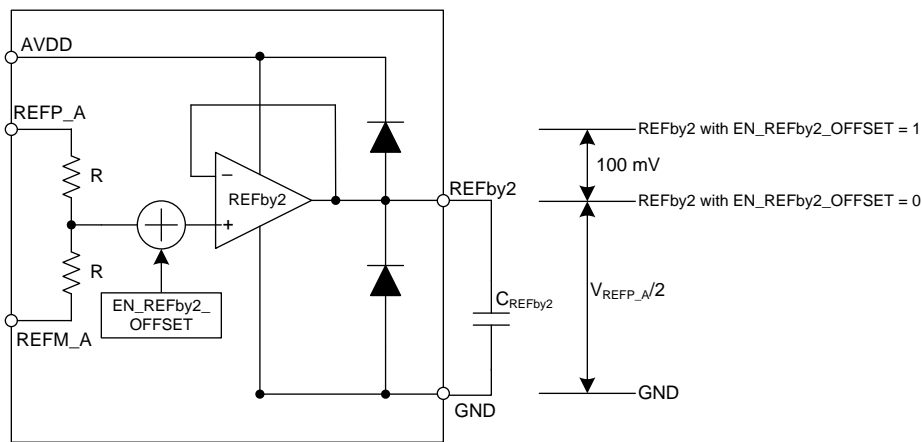 AVDD
REFP_A
R
R
REFM_A
EN_REFby2_
OFFSET
−
REFby2
+
REFby2
CREFby2
GND
REFby2 with EN_REFby2_OFFSET = 1
100 mV
REFby2 with EN_REFby2_OFFSET = 0
VREFP_A/2
GND